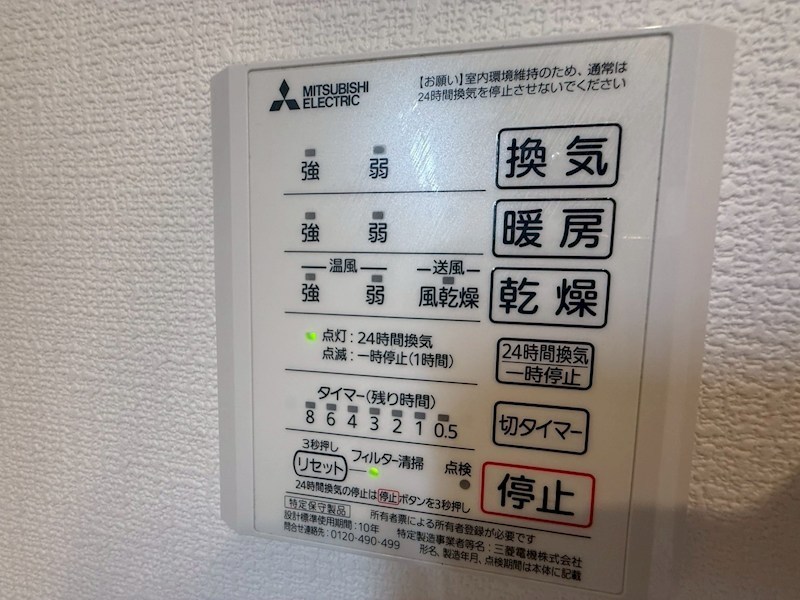 MITSUBISHI
ELECTRIC
【お願い】室内環境維持のため、通常は
24時間換気を停止させないでください
強 弱 換気
強 弱 暖房
温風 送風
強 弱 風乾燥 乾燥
点灯:24時間換気
点滅:一時停止(1時間)
24時間換気
一時停止
タイマー(残り時間)
8 6 4 3 2 1 0.5
切タイマー
3秒押し
リセット フィルター清掃 点検
停止
24時間換気の停止は停止ボタンを3秒押し
特定保守製品 所有者票による所有者登録が必要です
設計標準使用期間:10年 特定製造事業者等名:三菱電機株式会社
問合せ連絡先:0120-490-499 形名、製造年月、点検期間は本体に記載